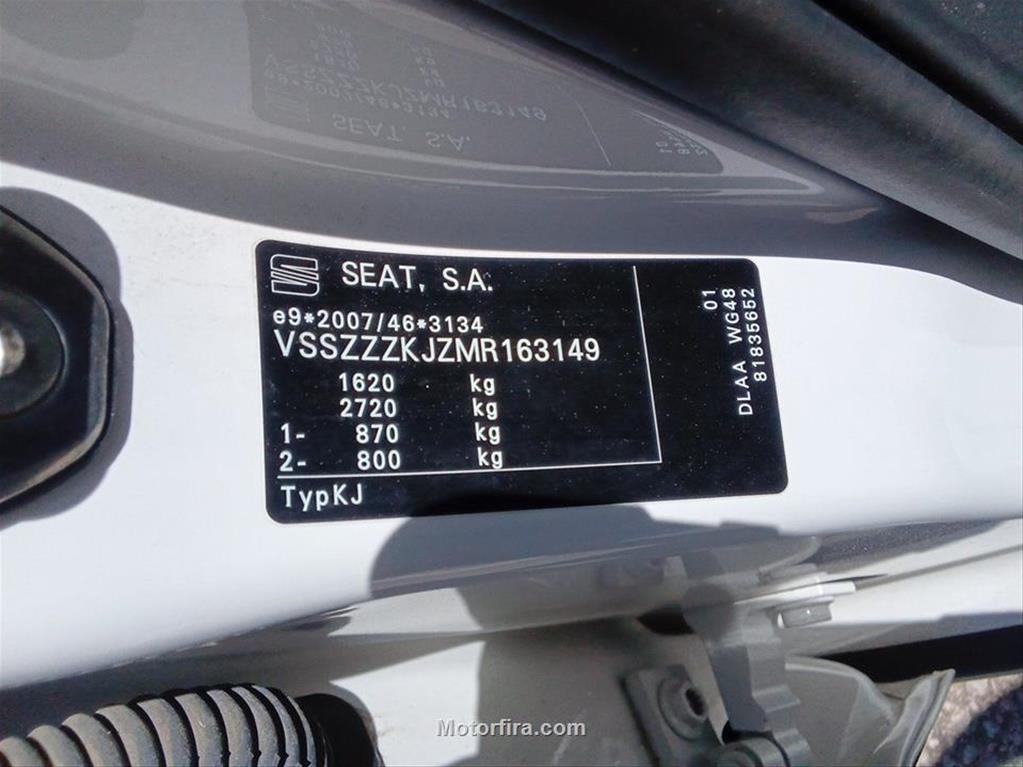 SEAT, S.A.
e9*2007/46*3134
VSSZZZKJZMR163149
1620 kg
2720 kg
1- 870 kg
2- 800 kg
TypKJ
01
DLAA WG48
81835652
Motorfira.com